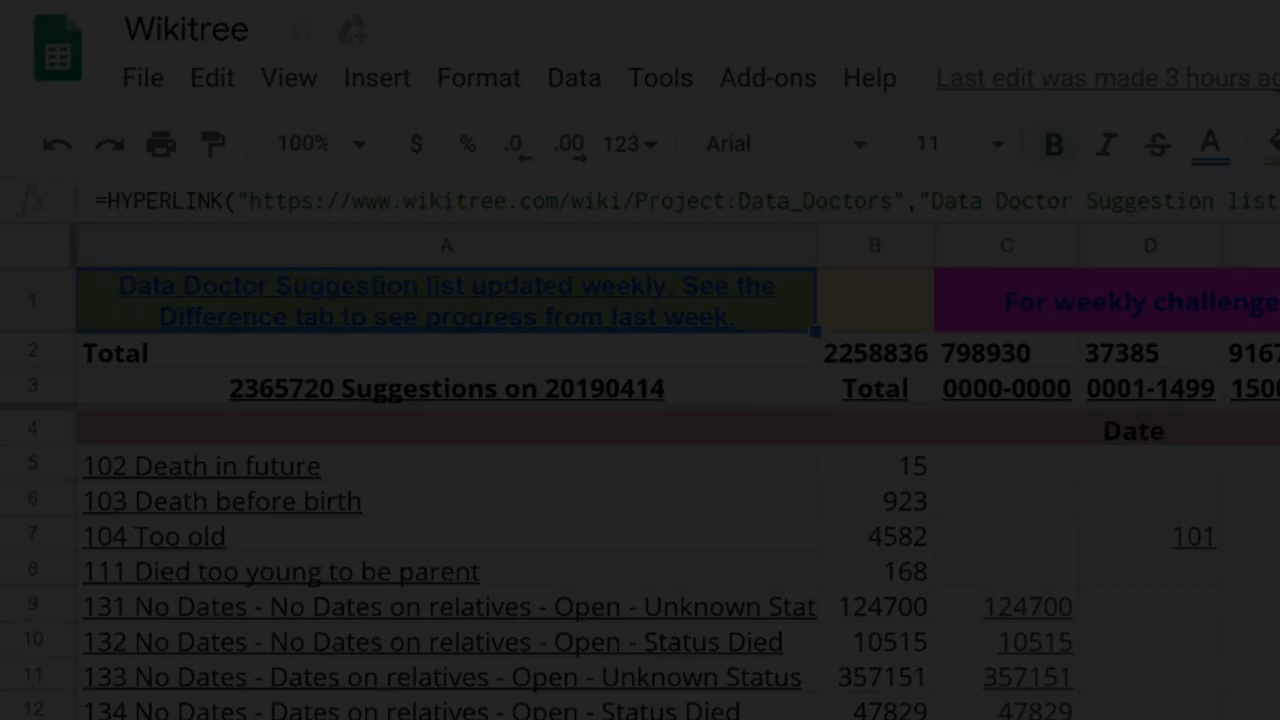 Wikitree
File Edit View Insert Format Data Tools Add-ons Help Last edit was made 3 hours ag
100% $ % .0 .00 123 Arial 11 B I S A
fx =HYPERLINK("https://www.wikitree.com/wiki/Project:Data_Doctors","Data Doctor Suggestion list
A B C D
1 Data Doctor Suggestion list updated weekly. See the
Difference tab to see progress from last week.
For weekly challenge
2 Total 2258836 798930 37385 9167
3 2365720 Suggestions on 20190414 Total 0000-0000 0001-1499 150
4 Date
5 102 Death in future 15
6 103 Death before birth 923
7 104 Too old 4582 101
8 111 Died too young to be parent 168
9 131 No Dates - No Dates on relatives - Open - Unknown Stat 124700 124700
10 132 No Dates - No Dates on relatives - Open - Status Died 10515 10515
11 133 No Dates - Dates on relatives - Open - Unknown Status 357151 357151
12 134 No Dates - Dates on relatives - Open - Status Died 47829 47829